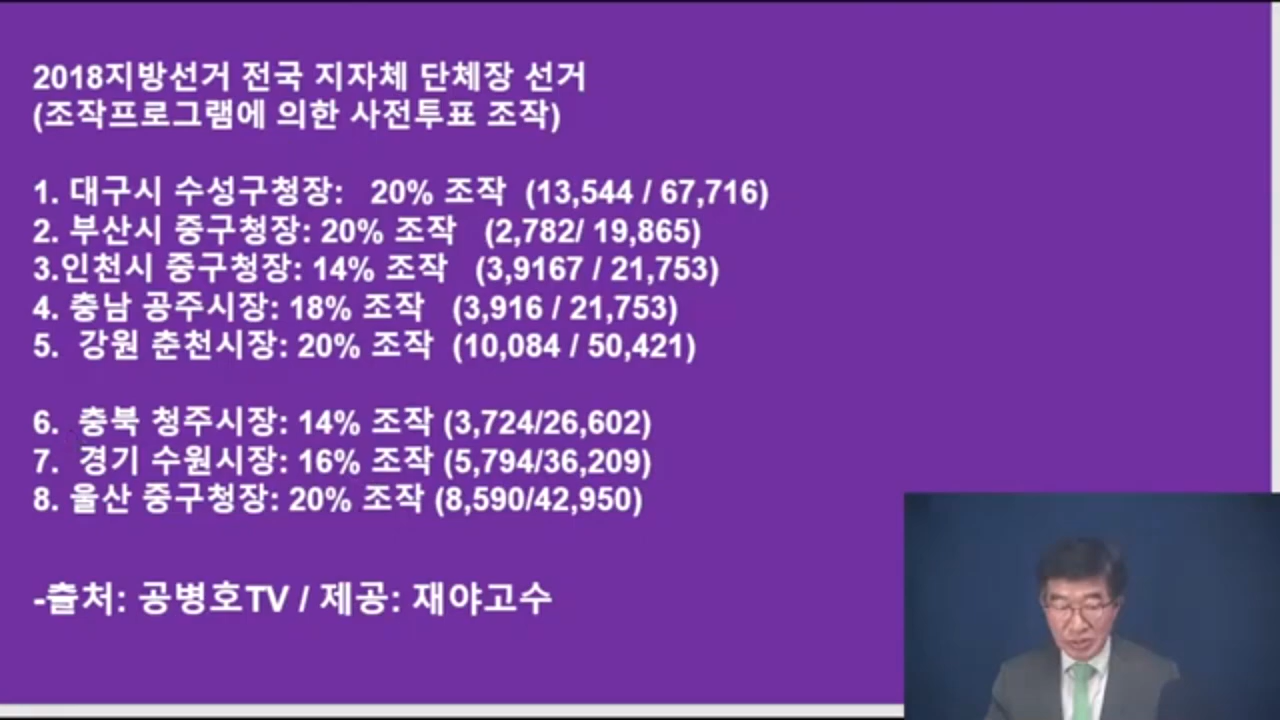 2018지방선거 전국 지자체 단체장 선거
(조작프로그램에 의한 사전투표 조작)
1. 대구시 수성구청장: 20% 조작 (13,544 / 67,716)
2. 부산시 중구청장: 20% 조작 (2,782/ 19,865)
3.인천시 중구청장: 14% 조작 (3,9167 / 21,753)
4. 충남 공주시장: 18% 조작 (3,916 / 21,753)
5. 강원 춘천시장: 20% 조작 (10,084 / 50,421)
6. 충북 청주시장: 14% 조작 (3,724/26,602)
7. 경기 수원시장: 16% 조작 (5,794/36,209)
8. 울산 중구청장: 20% 조작 (8,590/42,950)
-출처: 공병호TV / 제공: 재야고수